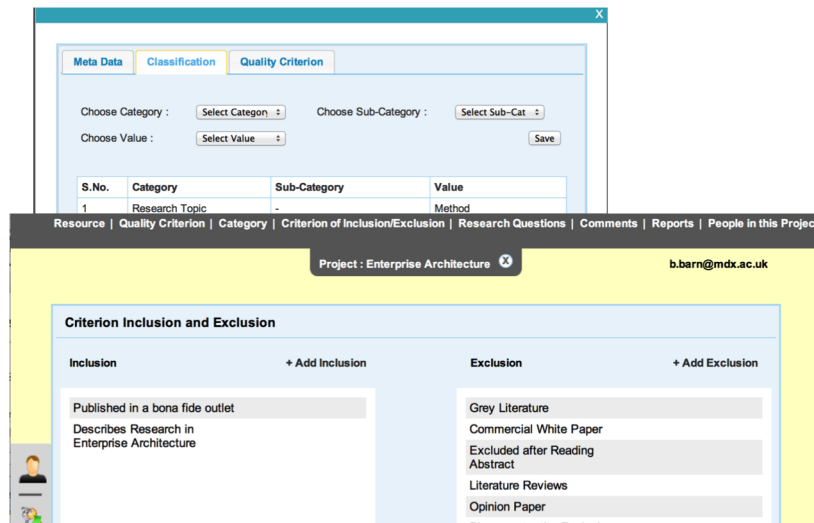 X
Meta Data Classification Quality Criterion
Choose Category : Select Category Choose Sub-Category : Select Sub-Cat
Choose Value : Select Value Save
S.No. Category Sub-Category Value
1 Research Topic - Method
Resource | Quality Criterion | Category | Criterion of Inclusion/Exclusion | Research Questions | Comments | Reports | People in this Projec
Project : Enterprise Architecture X b.barn@mdx.ac.uk
Criterion Inclusion and Exclusion
Inclusion + Add Inclusion Exclusion + Add Exclusion
Published in a bona fide outlet
Describes Research in
Enterprise Architecture
Grey Literature
Commercial White Paper
Excluded after Reading
Abstract
Literature Reviews
Opinion Paper